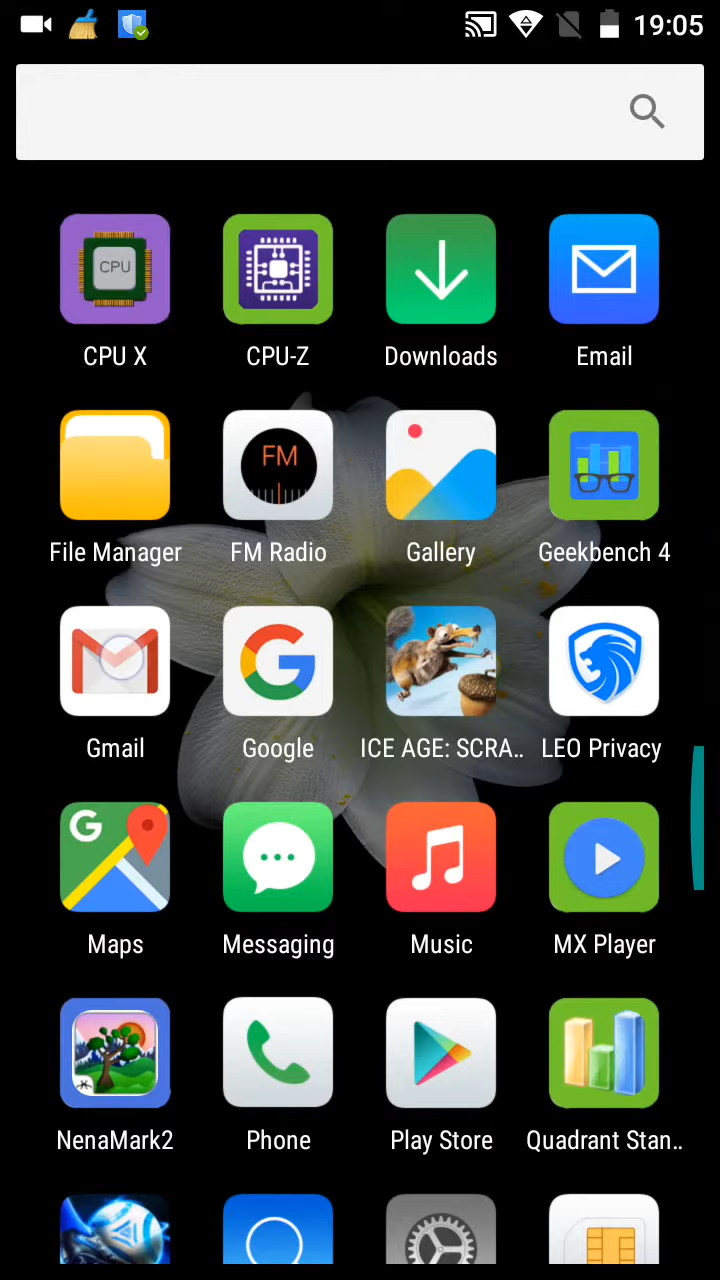 19:05
CPU
CPU X
CPU-Z
Downloads
Email
FM
File Manager
FM Radio
Gallery
Geekbench 4
Gmail
Google
ICE AGE: SCRA..
LEO Privacy
Maps
Messaging
Music
MX Player
NenaMark2
Phone
Play Store
Quadrant Stan..